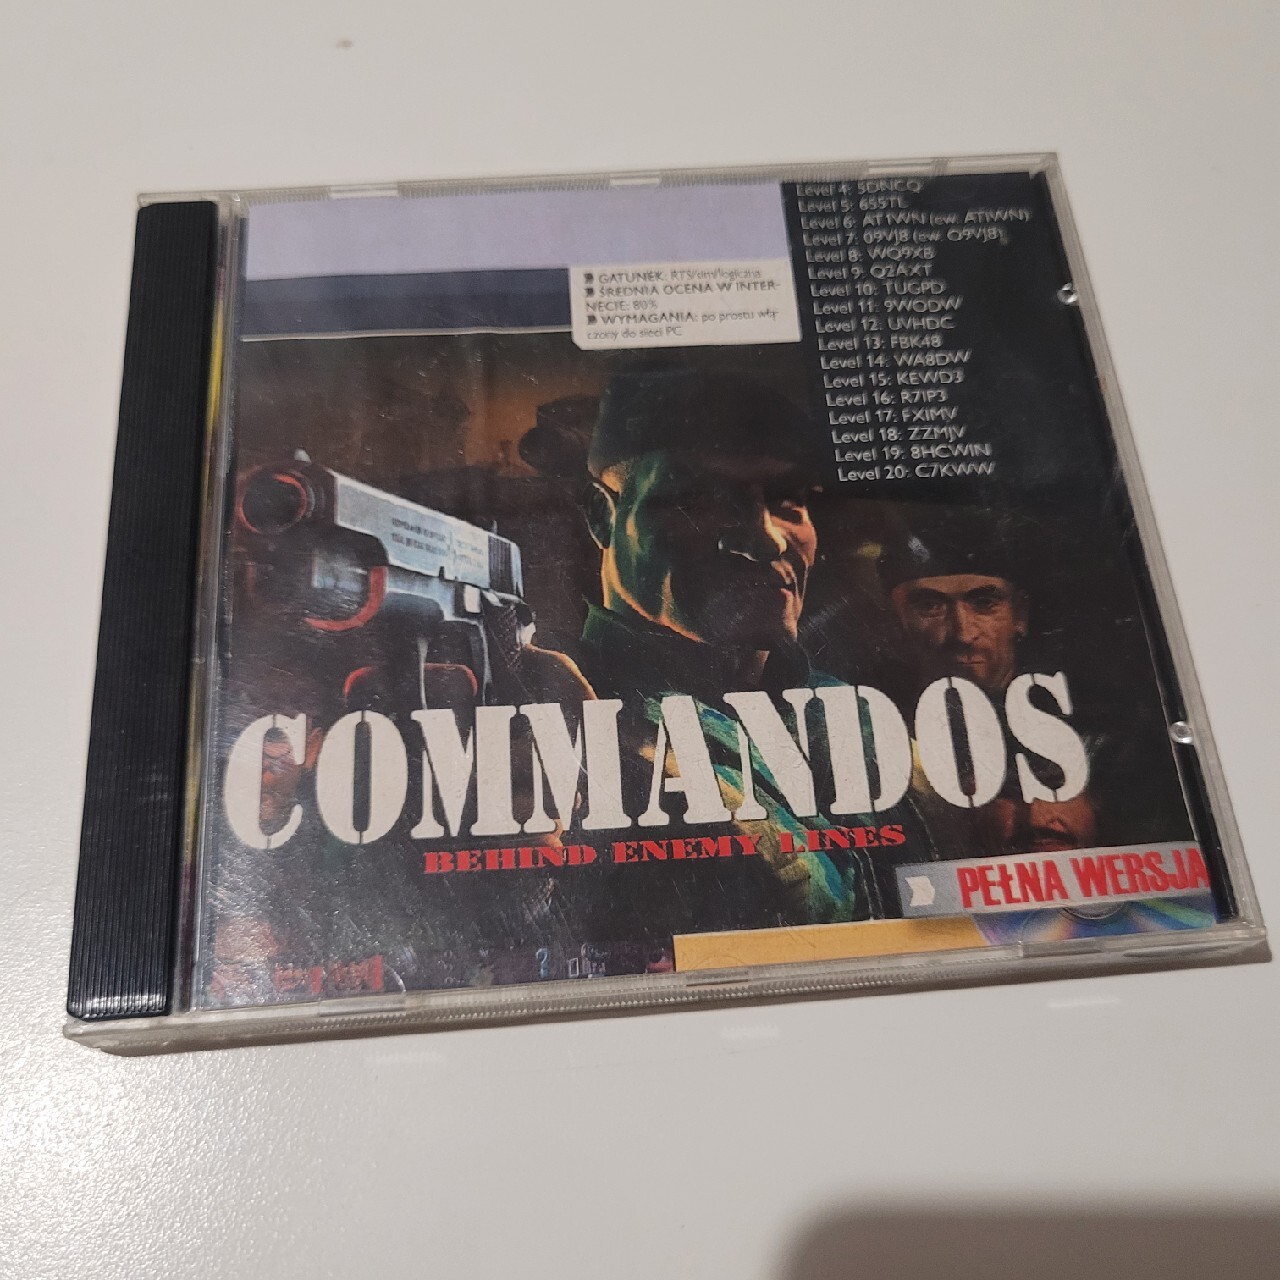 Level 4: 5DNCQ
Level 5: 655TL
Level 6: AT1WN (ew. ATIWN)
Level 7: 09VJ8 (ew. O9VJ8)
Level 8: WQ9XB
Level 9: Q2AXT
Level 10: TUGPD
Level 11: 9WODW
Level 12: UVHDC
Level 13: FBK48
Level 14: WA8DW
Level 15: KEWD3
Level 16: R7IP3
Level 17: FXIMV
Level 18: ZZMJV
Level 19: 8HCWIN
Level 20: C7KWW
GATUNEK: RTS/tm/logiczna
ŚREDNIA OCENA W INTER-
NECIE: 80%
WYMAGANIA: po prostu włą-
czony do sieci PC
COMMANDOS
BEHIND ENEMY LINES
PEŁNA WERSJA